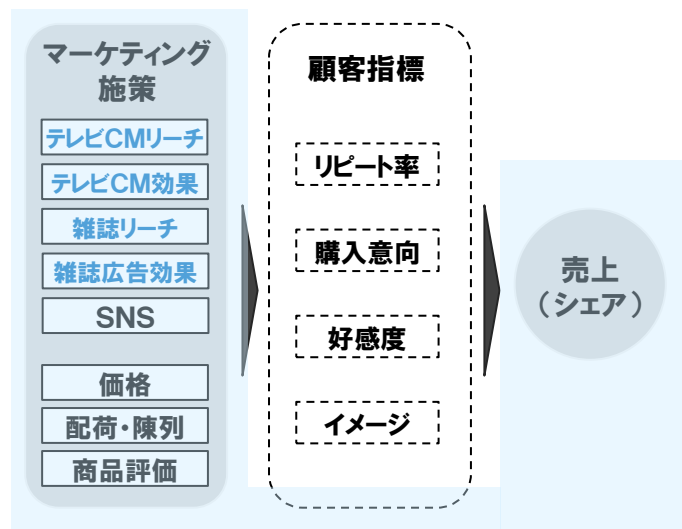 マーケティング
施策
テレビCMリーチ
テレビCM効果
雑誌リーチ
雑誌広告効果
SNS
価格
配荷・陳列
商品評価
顧客指標
リピート率
購入意向
好感度
イメージ
売上
(シェア)